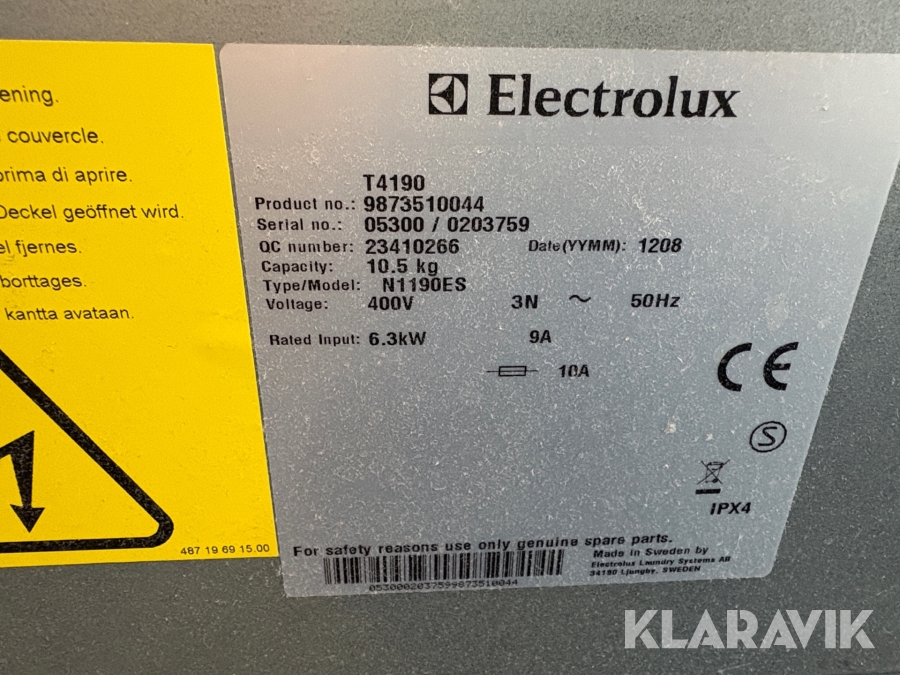 ening.
couvercle.
prima di aprire.
Deckel geöffnet wird.
el fjernes.
borttages.
kantta avataan.
487 19 69 15.00
Electrolux
T4190
Product no.: 9873510044
Serial no.: 05300 / 0203759
QC number: 23410266 Date(YYMM): 1208
Capacity: 10.5 kg
Type/Model: N1190ES
Voltage: 400V 3N ~ 50Hz
Rated Input: 6.3kW 9A
10A
CE
S
IPX4
For safety reasons use only genuine spare parts.
Made in Sweden by
Electrolux Laundry Systems AB
34180 Ljungby, SWEDEN
0530002037599873510044
KLARAVIK